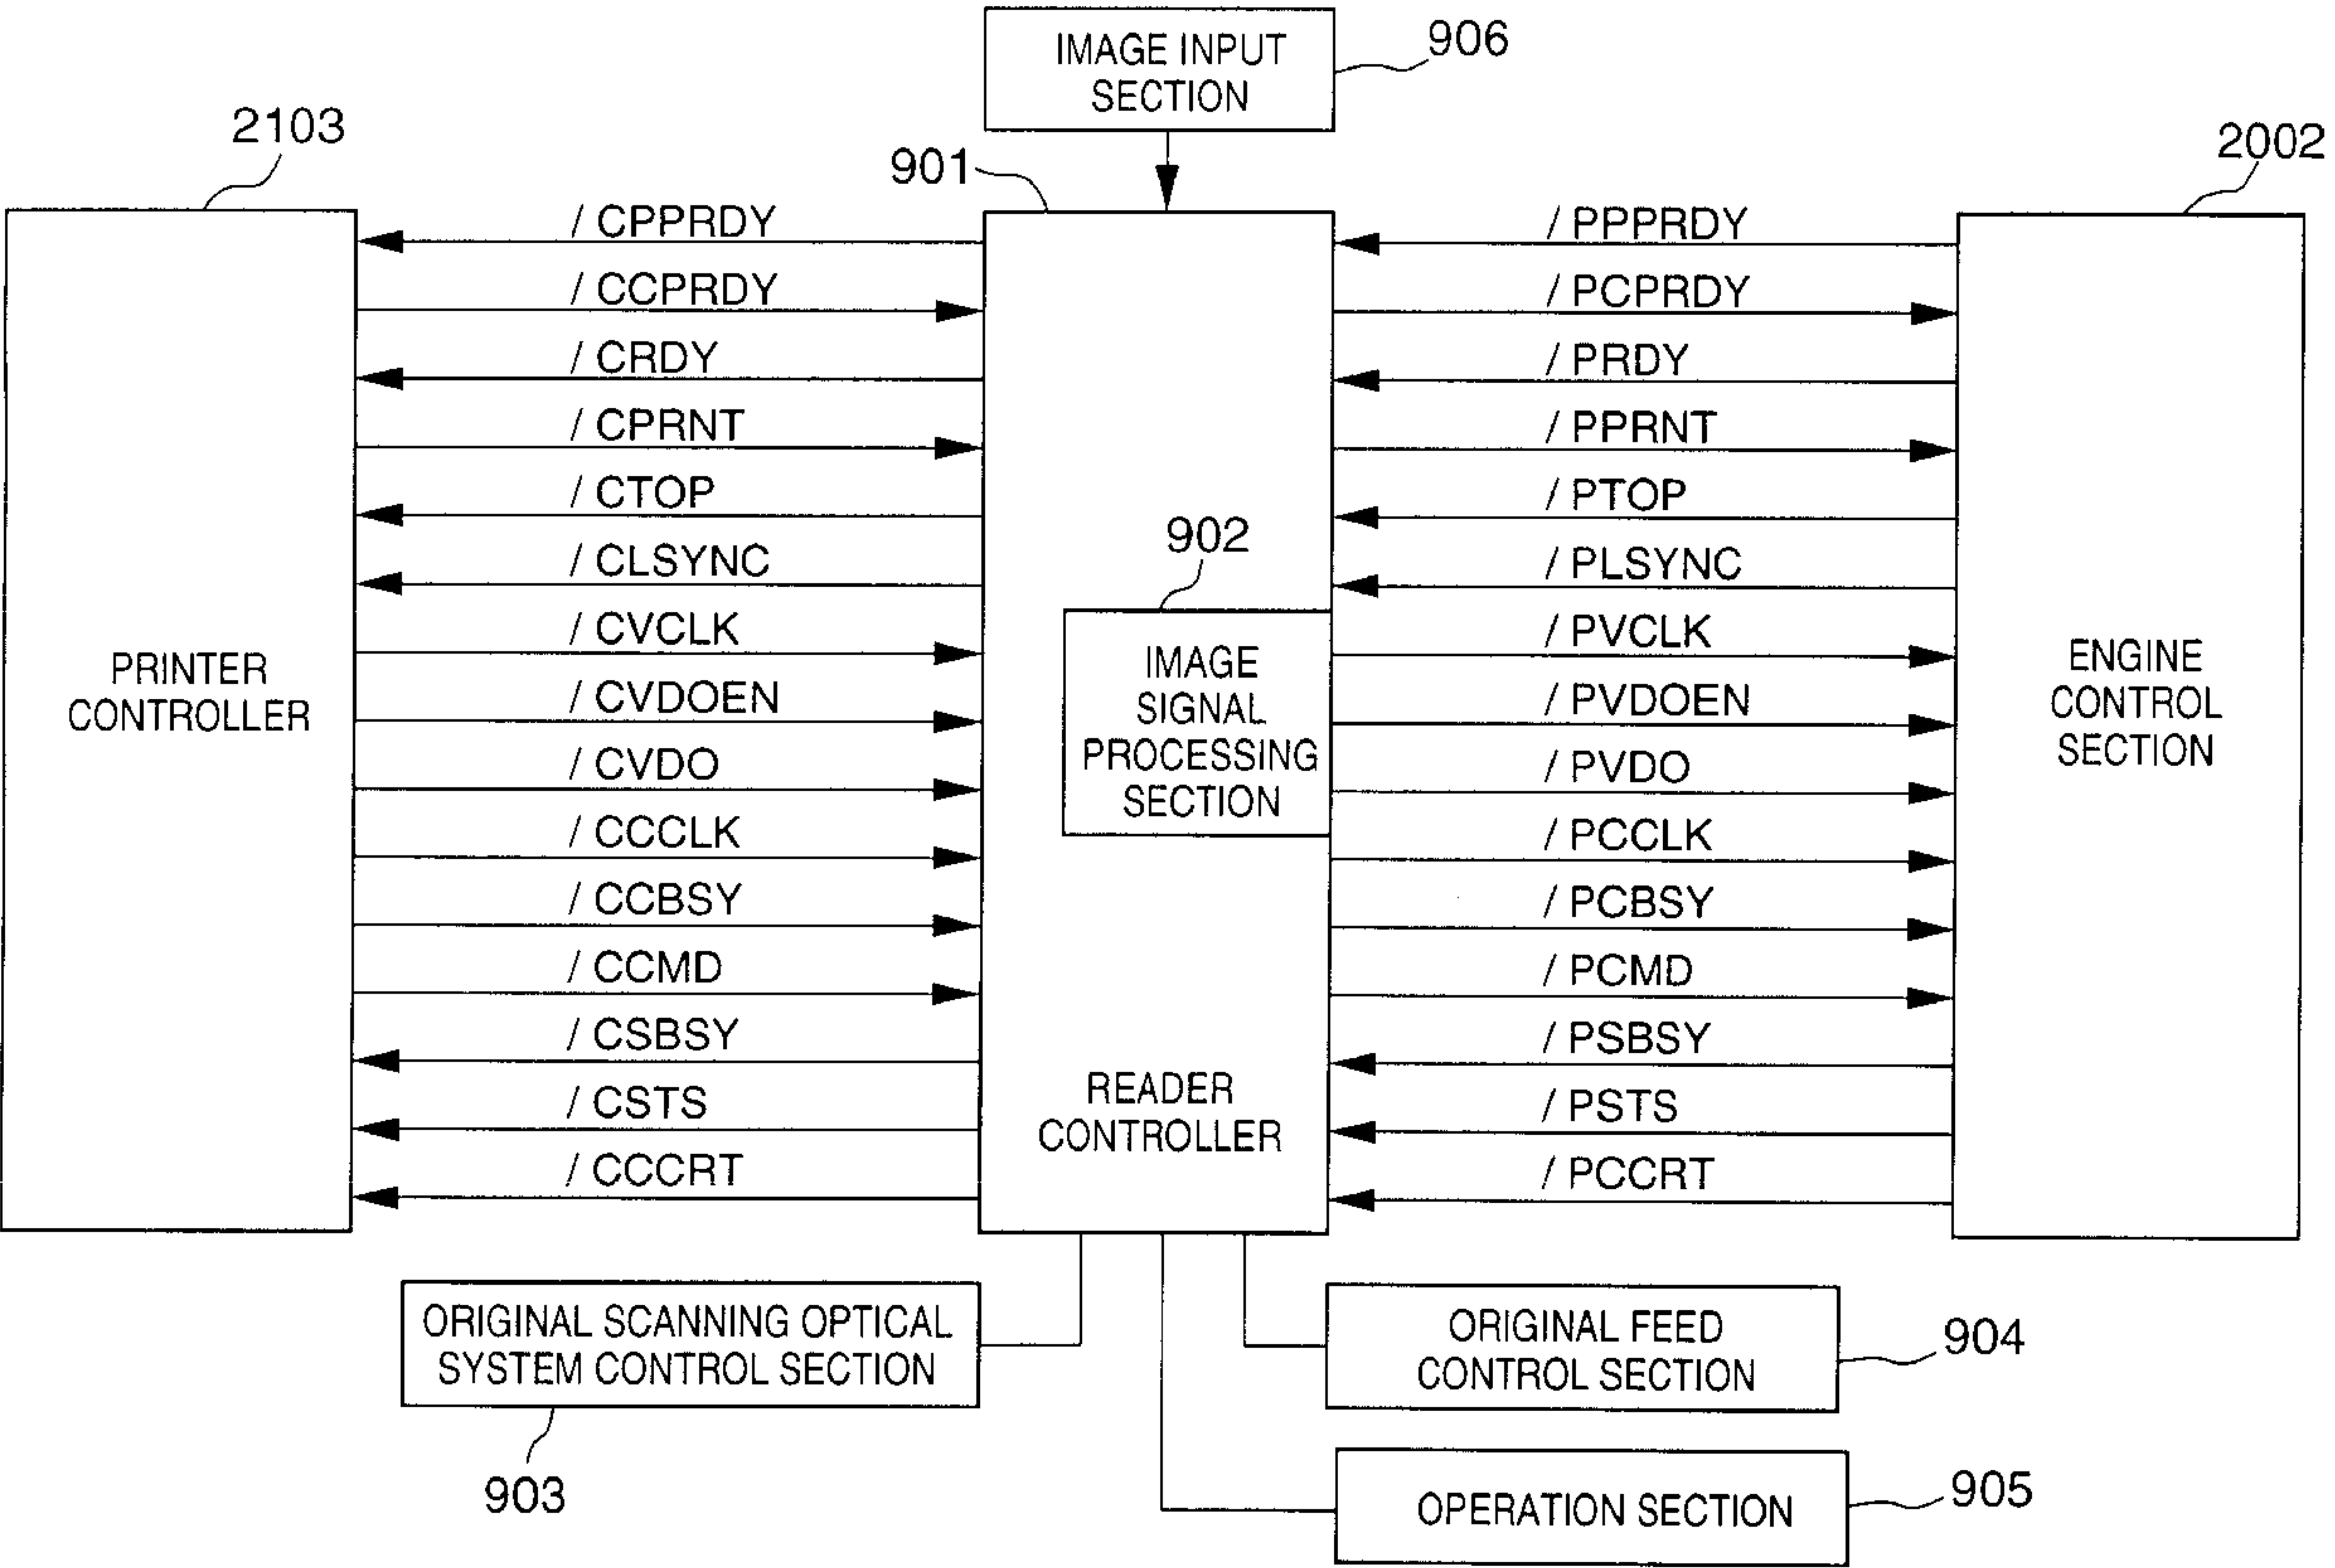 IMAGE INPUT
SECTION
906
2103
901
2002
/ CPPRDY
/ CCPRDY
/ CRDY
/ CPRNT
/ CTOP
/ CLSYNC
/ CVCLK
/ CVDOEN
/ CVDO
/ CCCLK
/ CCBSY
/ CCMD
/ CSBSY
/ CSTS
/ CCCRT
/ PPPRDY
/ PCPRDY
/ PRDY
/ PPRNT
/ PTOP
/ PLSYNC
/ PVCLK
/ PVDOEN
/ PVDO
/ PCCLK
/ PCBSY
/ PCMD
/ PSBSY
/ PSTS
/ PCCRT
PRINTER
CONTROLLER
902
IMAGE
SIGNAL
PROCESSING
SECTION
READER
CONTROLLER
ENGINE
CONTROL
SECTION
ORIGINAL SCANNING OPTICAL
SYSTEM CONTROL SECTION
903
ORIGINAL FEED
CONTROL SECTION
904
OPERATION SECTION
905